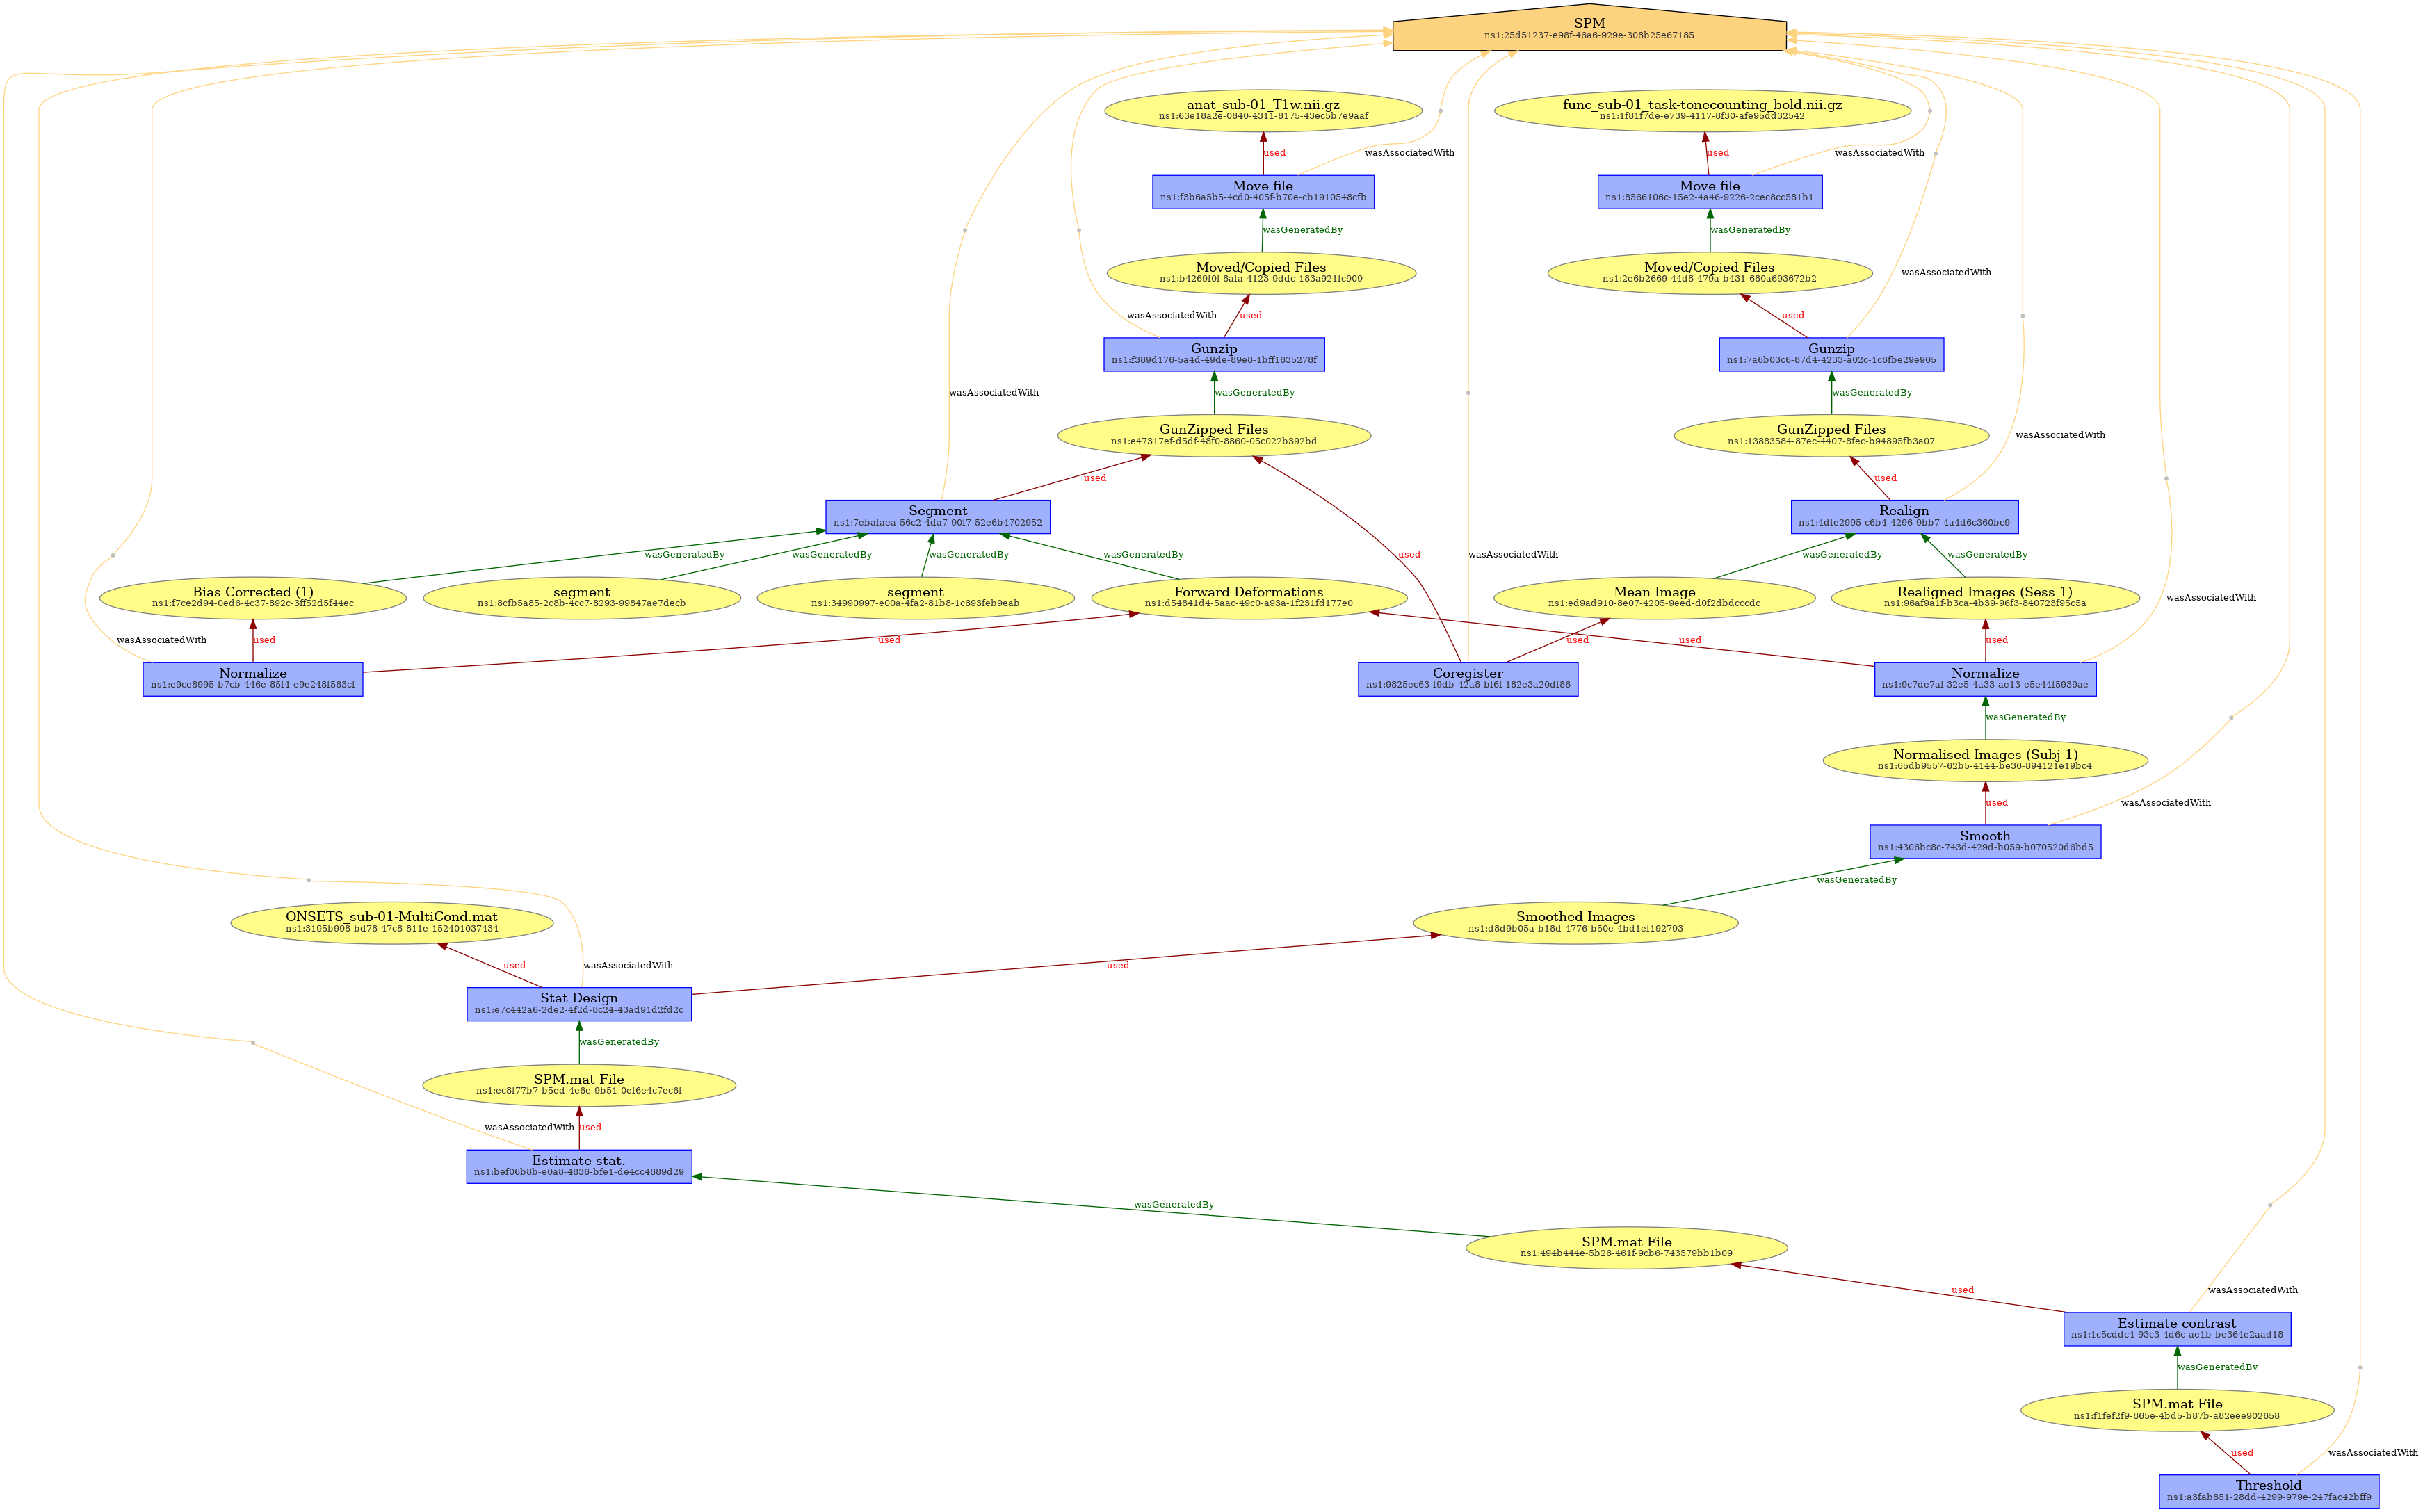 SPM
ns1:25d51237-e98f-46a6-929e-308b25e67185
anat_sub-01_T1w.nii.gz
ns1:63e18a2e-0840-4311-8175-43ec5b7e9aaf
func_sub-01_task-tonecounting_bold.nii.gz
ns1:1f81f7de-e739-4117-8f30-afe95dd32542
used
wasAssociatedWith
used
wasAssociatedWith
Move file
ns1:f3b6a5b5-4cd0-405f-b70e-cb1910548cfb
Move file
ns1:8566106c-15e2-4a46-9226-2cec8cc581b1
wasGeneratedBy
wasGeneratedBy
Moved/Copied Files
ns1:b4269f0f-8afa-4123-9ddc-183a921fc909
Moved/Copied Files
ns1:2e6b2669-44d8-479a-b431-680a693672b2
wasAssociatedWith
wasAssociatedWith
used
used
Gunzip
ns1:f389d176-5a4d-49de-89e8-1bff1635278f
Gunzip
ns1:7a6b03c6-87d4-4233-a02c-1c8fbe29e905
wasAssociatedWith
wasGeneratedBy
wasGeneratedBy
GunZipped Files
ns1:e47317ef-d5df-48f0-8860-05c022b392bd
GunZipped Files
ns1:13883584-87ec-4407-8fec-b94895fb3a07
wasAssociatedWith
used
used
Segment
ns1:7ebafaea-56c2-4da7-90f7-52e6b4702952
Realign
ns1:4dfe2995-c6b4-4296-9bb7-4a4d6c360bc9
wasGeneratedBy
wasGeneratedBy
wasGeneratedBy
wasGeneratedBy
used
wasAssociatedWith
wasGeneratedBy
wasGeneratedBy
Bias Corrected (1)
ns1:f7ce2d94-0ed6-4c37-892c-3ff52d5f44ec
segment
ns1:8cfb5a85-2c8b-4cc7-8293-99847ae7decb
segment
ns1:34990997-e00a-4fa2-81b8-1c693feb9eab
Forward Deformations
ns1:d54841d4-5aac-49c0-a93a-1f231fd177e0
Mean Image
ns1:ed9ad910-8e07-4205-9eed-d0f2dbdcccdc
Realigned Images (Sess 1)
ns1:96af9a1f-b3ca-4b39-96f3-840723f95c5a
wasAssociatedWith
wasAssociatedWith
used
used
used
used
used
Normalize
ns1:e9ce8995-b7cb-446e-85f4-e9e248f563cf
Coregister
ns1:9825ec63-f9db-42a8-bf6f-182e3a20df86
Normalize
ns1:9c7de7af-32e5-4a33-ae13-e5e44f5939ae
wasGeneratedBy
Normalised Images (Subj 1)
ns1:65db9557-62b5-4144-be36-894121e19bc4
used
wasAssociatedWith
Smooth
ns1:4306bc8c-743d-429d-b059-b070520d6bd5
wasGeneratedBy
ONSETS_sub-01-MultiCond.mat
ns1:3195b998-bd78-47c8-811e-152401037434
Smoothed Images
ns1:d8d9b05a-b18d-4776-b50e-4bd1ef192793
used
wasAssociatedWith
used
Stat Design
ns1:e7c442a6-2de2-4f2d-8c24-43ad91d2fd2c
wasGeneratedBy
SPM.mat File
ns1:ec8f77b7-b5ed-4e6e-9b51-0ef6e4c7ec6f
wasAssociatedWith
used
Estimate stat.
ns1:bef06b8b-e0a8-4836-bfe1-de4cc4889d29
wasGeneratedBy
SPM.mat File
ns1:494b444e-5b26-461f-9cb6-743579bb1b09
used
wasAssociatedWith
Estimate contrast
ns1:1c5cddc4-93c3-4d6c-ae1b-be364e2aad18
wasGeneratedBy
SPM.mat File
ns1:f1fef2f9-865e-4bd5-b87b-a82eee902658
used
wasAssociatedWith
Threshold
ns1:a3fab851-28dd-4299-979e-247fac42bff9